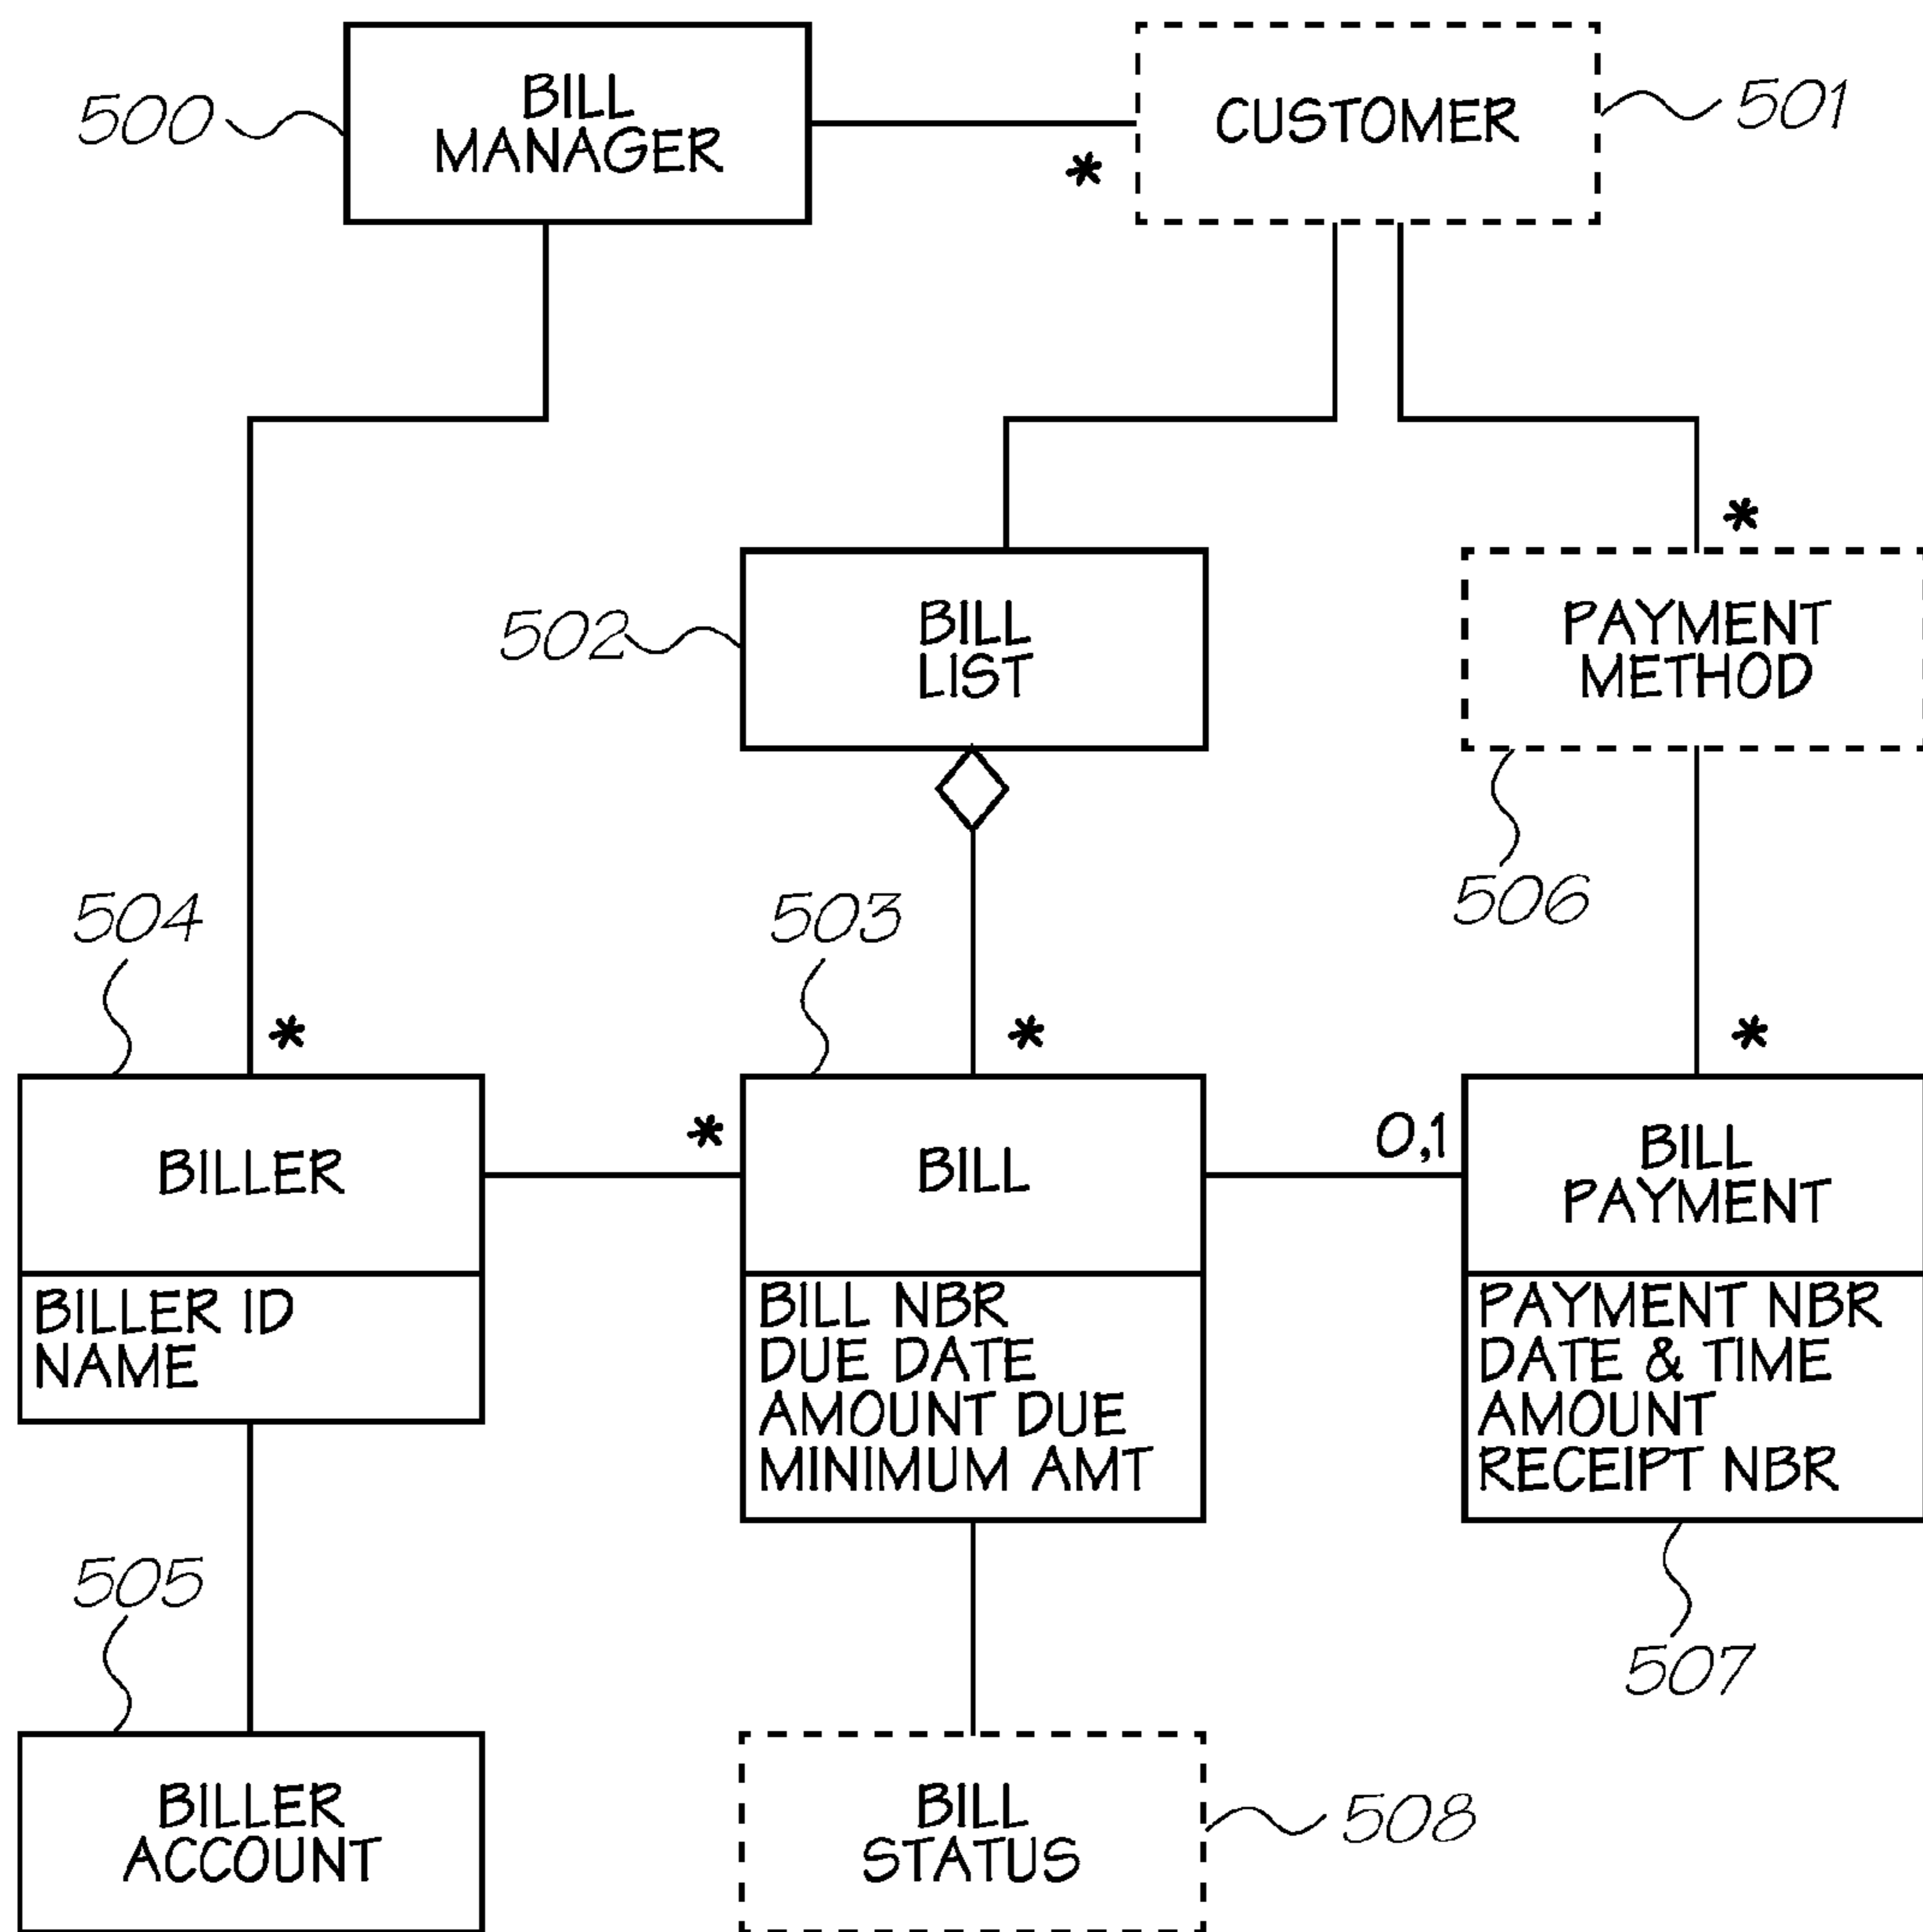 500
BILL
MANAGER
CUSTOMER
501
*
*
502
BILL
LIST
PAYMENT
METHOD
506
504
503
*
*
*
BILLER
*
BILL
0,1
BILL
PAYMENT
BILLER ID
NAME
BILL NBR
DUE DATE
AMOUNT DUE
MINIMUM AMT
PAYMENT NBR
DATE & TIME
AMOUNT
RECEIPT NBR
505
507
BILLER
ACCOUNT
BILL
STATUS
508